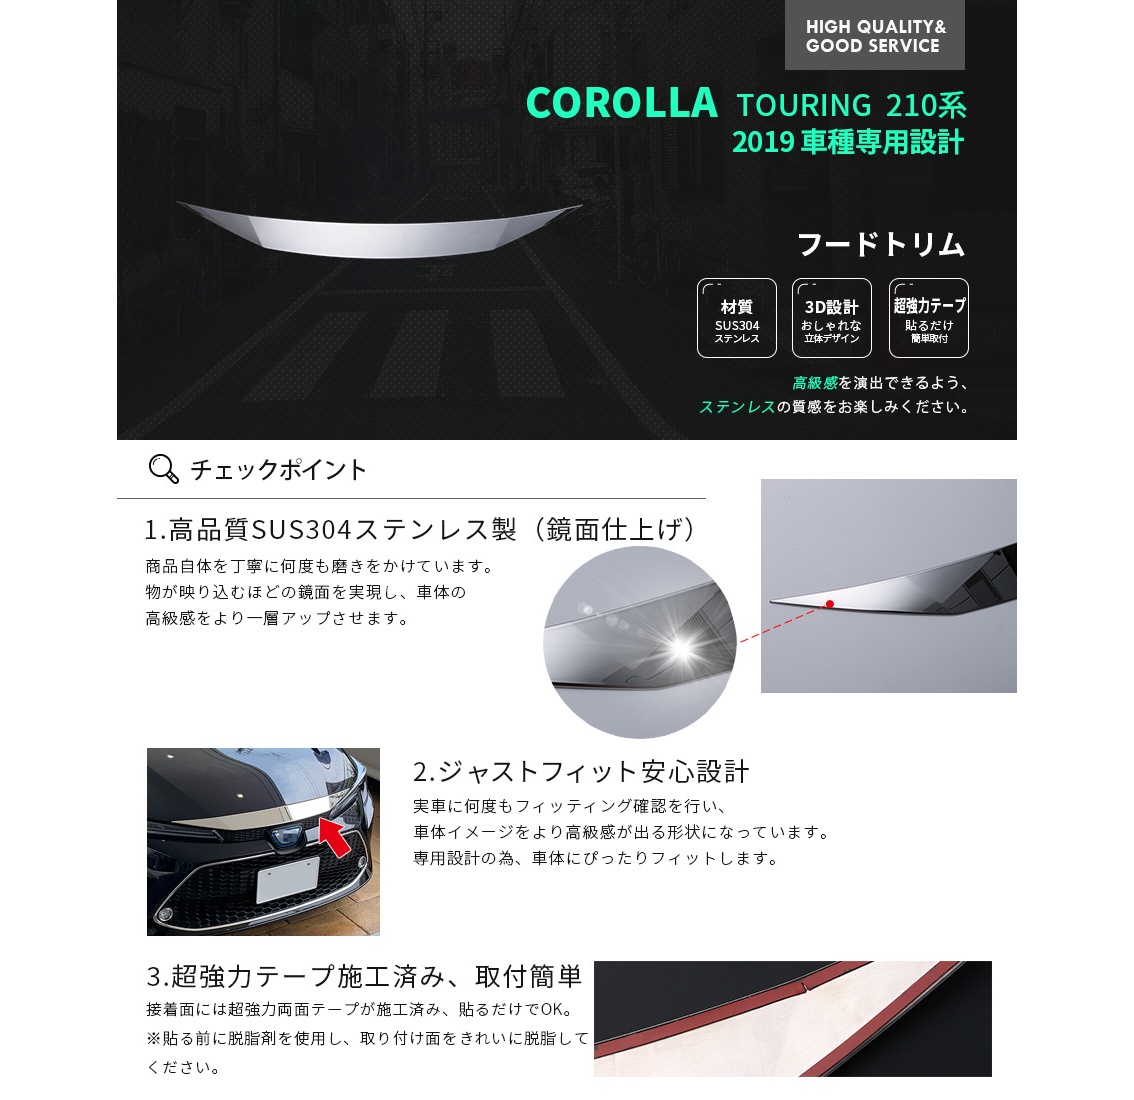 HIGH QUALITY&
GOOD SERVICE
COROLLA TOURING 210系
2019 車種専用設計
フードトリム
材質
SUS304
ステンレス
3D設計
おしゃれな
立体デザイン
超強力テープ
貼るだけ
簡単取付
高級感を演出できるよう、
ステンレスの質感をお楽しみください。
チェックポイント
1.高品質SUS304ステンレス製（鏡面仕上げ）
商品自体を丁寧に何度も磨きをかけています。
物が映り込むほどの鏡面を実現し、車体の
高級感をより一層アップさせます。
2.ジャストフィット安心設計
実車に何度もフィッティング確認を行い、
車体イメージをより高級感が出る形状になっています。
専用設計の為、車体にぴったりフィットします。
3.超強力テープ施工済み、取付簡単
接着面には超強力両面テープが施工済み、貼るだけでOK。
※貼る前に脱脂剤を使用し、取り付け面をきれいに脱脂して
ください。